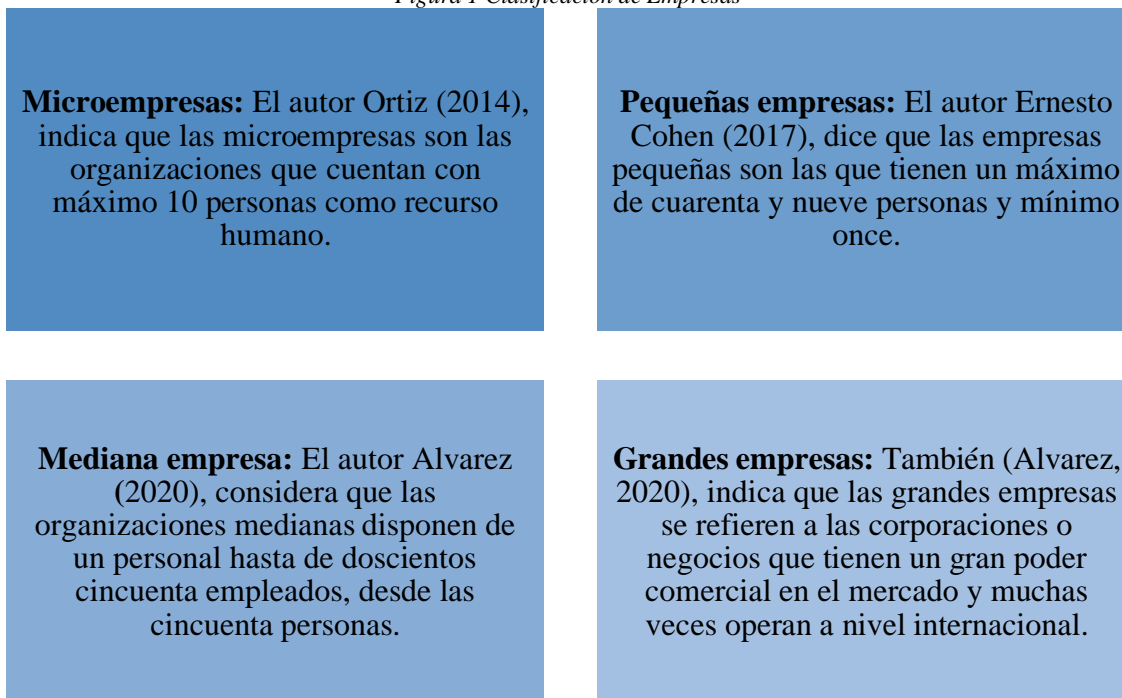 Figura 1 Clasificación de Empresas
Microempresas: El autor Ortiz (2014),
indica que las microempresas son las
organizaciones que cuentan con
máximo 10 personas como recurso
humano.
Pequeñas empresas: El autor Ernesto
Cohen (2017), dice que las empresas
pequeñas son las que tienen un máximo
de cuarenta y nueve personas y mínimo
once.
Mediana empresa: El autor Alvarez
(2020), considera que las
organizaciones medianas disponen de
un personal hasta de doscientos
cincuenta empleados, desde las
cincuenta personas.
Grandes empresas: También (Alvarez,
2020), indica que las grandes empresas
se refieren a las corporaciones o
negocios que tienen un gran poder
comercial en el mercado y muchas
veces operan a nivel internacional.